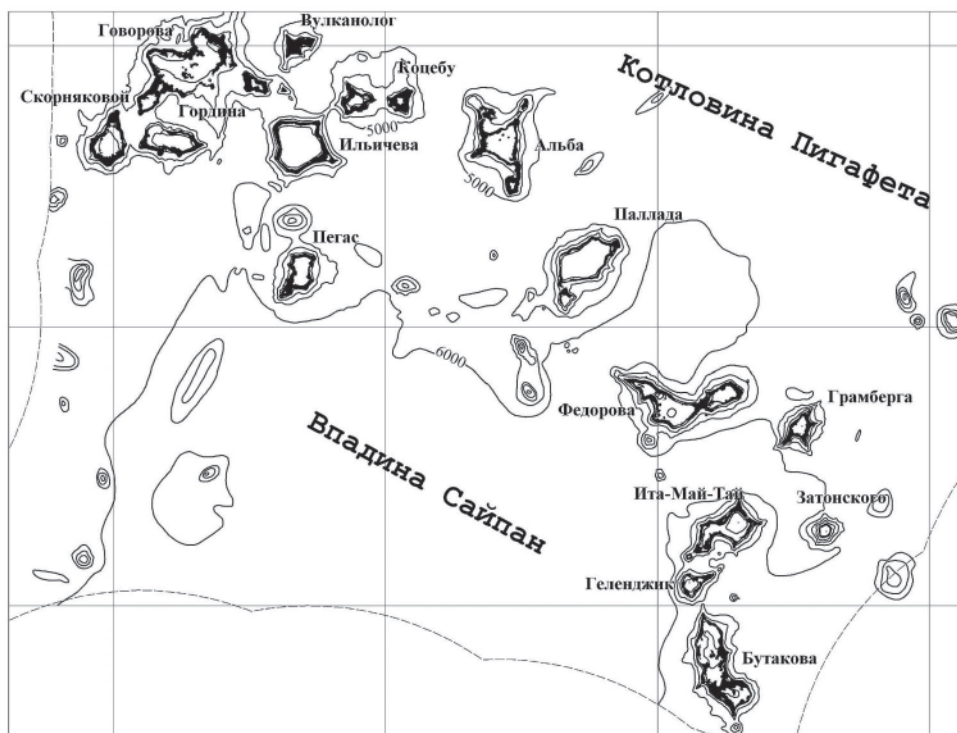 Вулканолог
Говорова
Коцебу
Скорняковой
Гордина
5000
Ильичева
Альба
5000
Котловина Пигафета
Паллада
Пегас
6000
Федорова
Грамберга
Впадина Сайпан
Ита-Май-Тай
Затонского
Геленджик
Бутакова